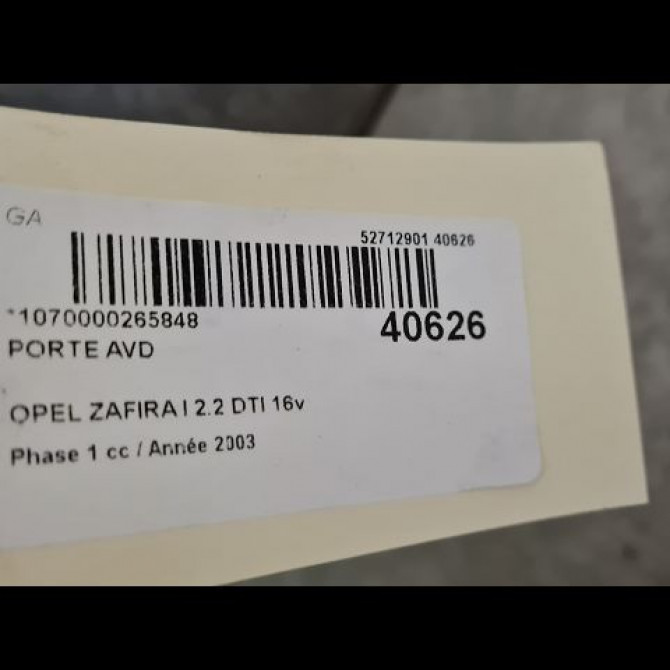 GA
52712901 40626
*1070000265848
40626
PORTE AVD
OPEL ZAFIRA I 2.2 DTI 16v
Phase 1 cc / Année 2003